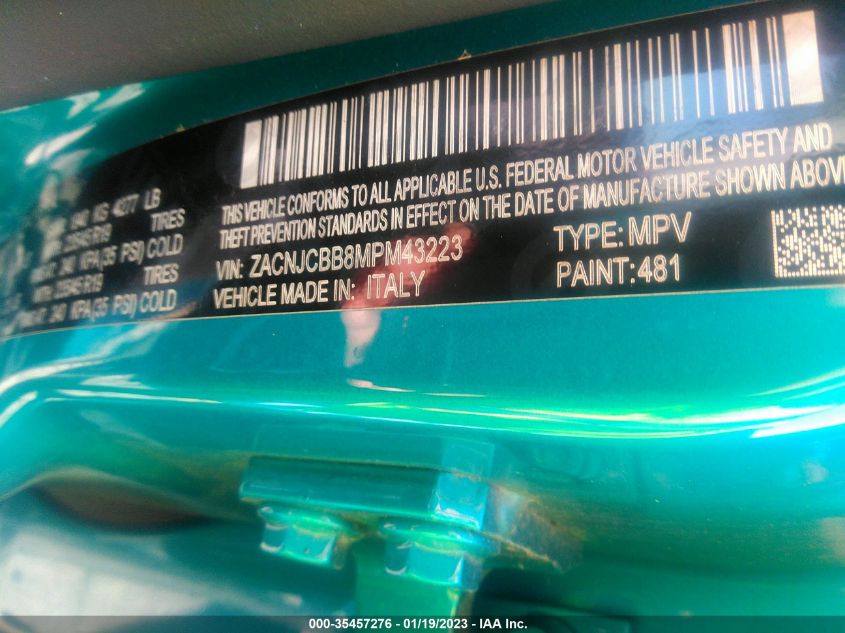 THIS VEHICLE CONFORMS TO ALL APPLICABLE U.S. FEDERAL MOTOR VEHICLE SAFETY AND
THEFT PREVENTION STANDARDS IN EFFECT ON THE DATE OF MANUFACTURE SHOWN ABOV
VIN: ZACNJCBB8MPM43223 TYPE: MPV
VEHICLE MADE IN: ITALY PAINT: 481
KG 4277 LB
TIRES
KPA(35 PSI) COLD
TIRES
240 KPA(35 PSI) COLD
000-35457276 - 01/19/2023 - IAA Inc.